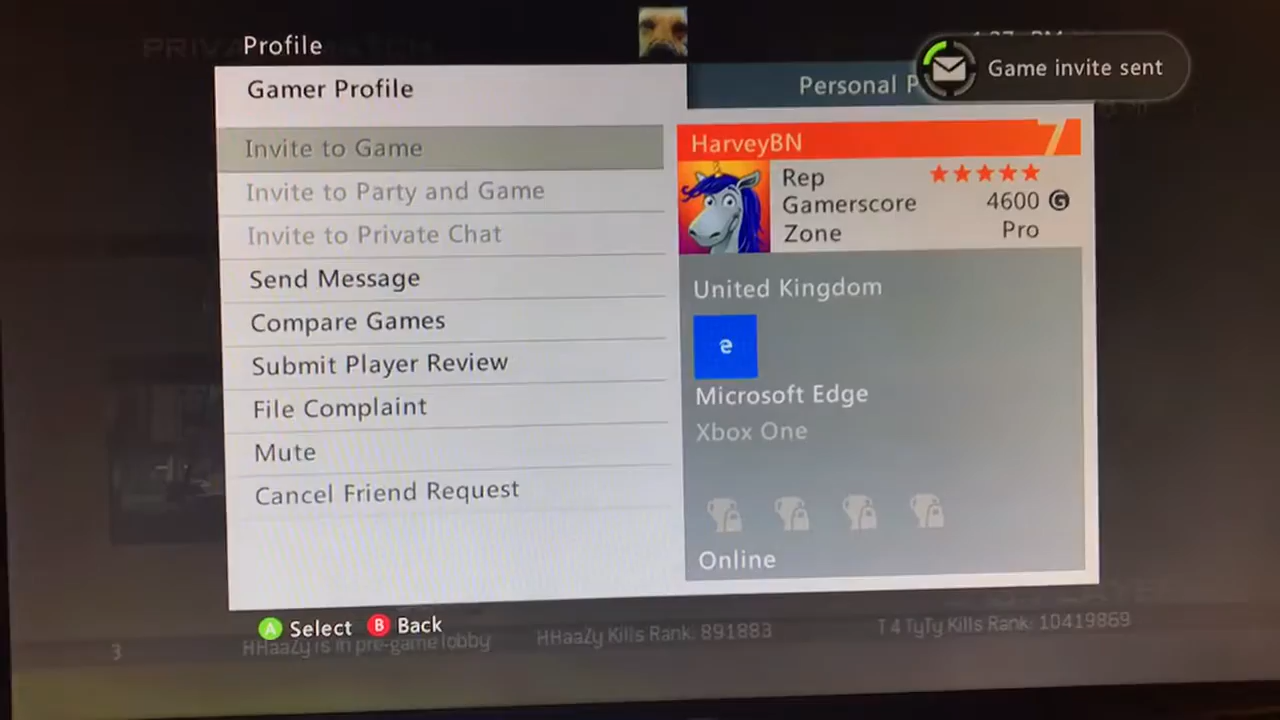 Profile
Game invite sent
Gamer Profile
Personal P
Invite to Game
Invite to Party and Game
Invite to Private Chat
Send Message
Compare Games
Submit Player Review
File Complaint
Mute
Cancel Friend Request
HarveyBN
7
Rep
Gamerscore 4600 G
Zone Pro
United Kingdom
e
Microsoft Edge
Xbox One
Online
A Select B Back
3
HHaaZy is in pre-game lobby
HHaaZy Kills Rank: 891883
T 4 TyTy Kills Rank: 10419869